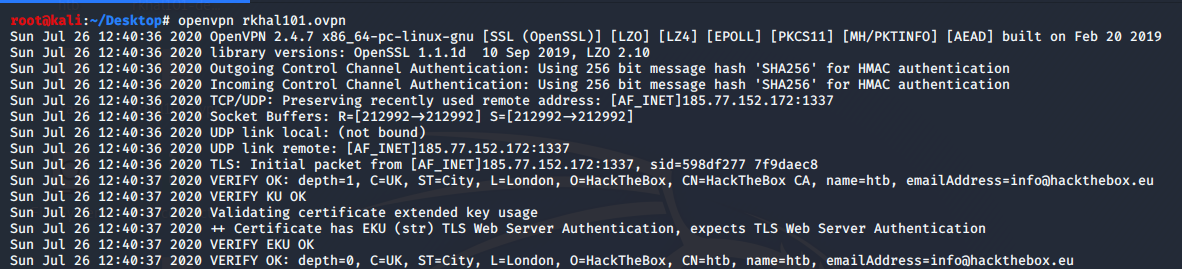 root@kali:~/Desktop# openvpn rkhal101.ovpn
Sun Jul 26 12:40:36 2020 OpenVPN 2.4.7 x86_64-pc-linux-gnu [SSL (OpenSSL)] [LZO] [LZ4] [EPOLL] [PKCS11] [MH/PKTINFO] [AEAD] built on Feb 20 2019
Sun Jul 26 12:40:36 2020 library versions: OpenSSL 1.1.1d  10 Sep 2019, LZO 2.10
Sun Jul 26 12:40:36 2020 Outgoing Control Channel Authentication: Using 256 bit message hash 'SHA256' for HMAC authentication
Sun Jul 26 12:40:36 2020 Incoming Control Channel Authentication: Using 256 bit message hash 'SHA256' for HMAC authentication
Sun Jul 26 12:40:36 2020 TCP/UDP: Preserving recently used remote address: [AF_INET]185.77.152.172:1337
Sun Jul 26 12:40:36 2020 Socket Buffers: R=[212992→212992] S=[212992→212992]
Sun Jul 26 12:40:36 2020 UDP link local: (not bound)
Sun Jul 26 12:40:36 2020 UDP link remote: [AF_INET]185.77.152.172:1337
Sun Jul 26 12:40:36 2020 TLS: Initial packet from [AF_INET]185.77.152.172:1337, sid=598df277 7f9daec8
Sun Jul 26 12:40:37 2020 VERIFY OK: depth=1, C=UK, ST=City, L=London, O=HackTheBox, CN=HackTheBox CA, name=htb, emailAddress=info@hackthebox.eu
Sun Jul 26 12:40:37 2020 VERIFY KU OK
Sun Jul 26 12:40:37 2020 Validating certificate extended key usage
Sun Jul 26 12:40:37 2020 ++ Certificate has EKU (str) TLS Web Server Authentication, expects TLS Web Server Authentication
Sun Jul 26 12:40:37 2020 VERIFY EKU OK
Sun Jul 26 12:40:37 2020 VERIFY OK: depth=0, C=UK, ST=City, L=London, O=HackTheBox, CN=htb, name=htb, emailAddress=info@hackthebox.eu